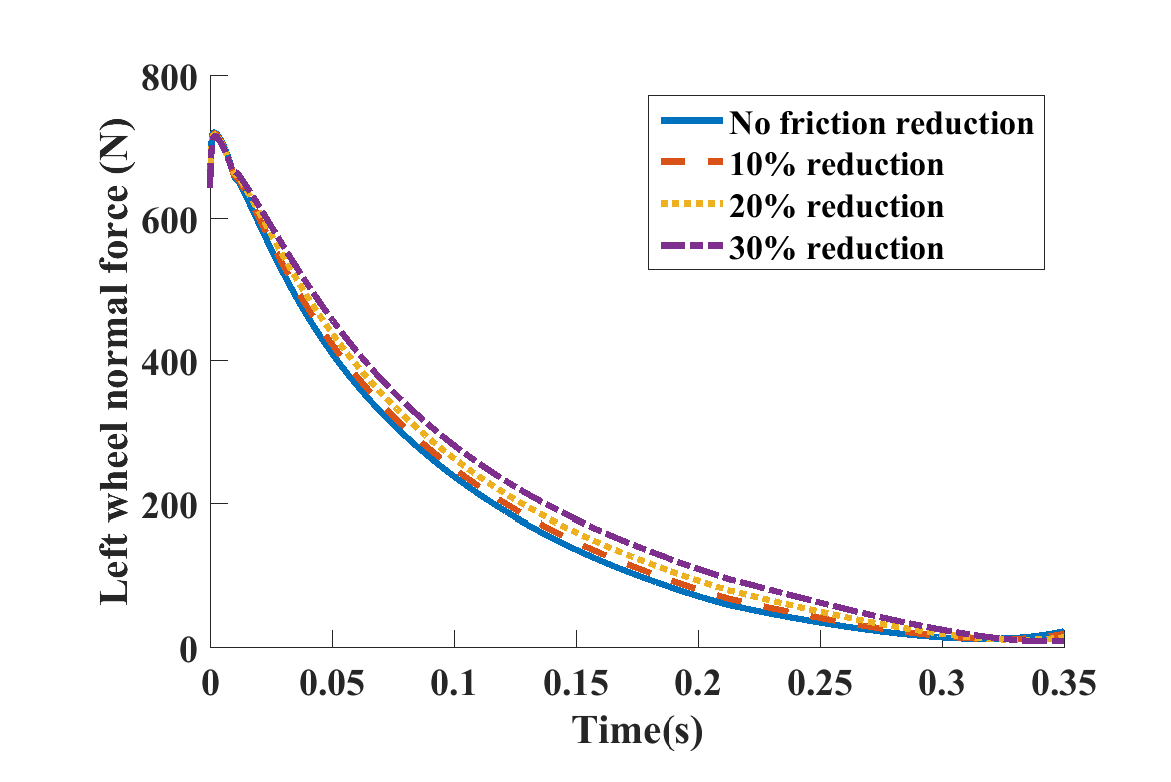 800
600
400
200
0
Left wheel normal force (N)
No friction reduction
10% reduction
20% reduction
30% reduction
0 0.05 0.1 0.15 0.2 0.25 0.3 0.35
Time(s)